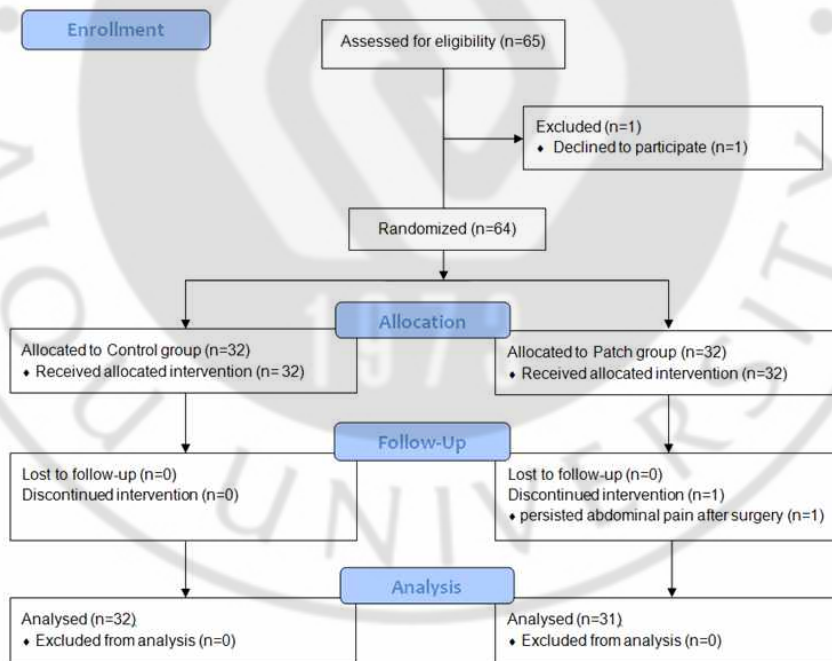 Enrollment
Assessed for eligibility (n=65)
Excluded (n=1)
♦ Declined to participate (n=1)
Randomized (n=64)
Allocation
Allocated to Control group (n=32)
♦ Received allocated intervention (n= 32)
Allocated to Patch group (n=32)
♦ Received allocated intervention (n=32)
Follow-Up
Lost to follow-up (n=0)
Discontinued intervention (n=0)
Lost to follow-up (n=0)
Discontinued intervention (n=1)
♦ persisted abdominal pain after surgery (n=1)
Analysis
Analysed (n=32)
♦ Excluded from analysis (n=0)
Analysed (n=31)
♦ Excluded from analysis (n=0)
1973
AJOU UNIVERSITY